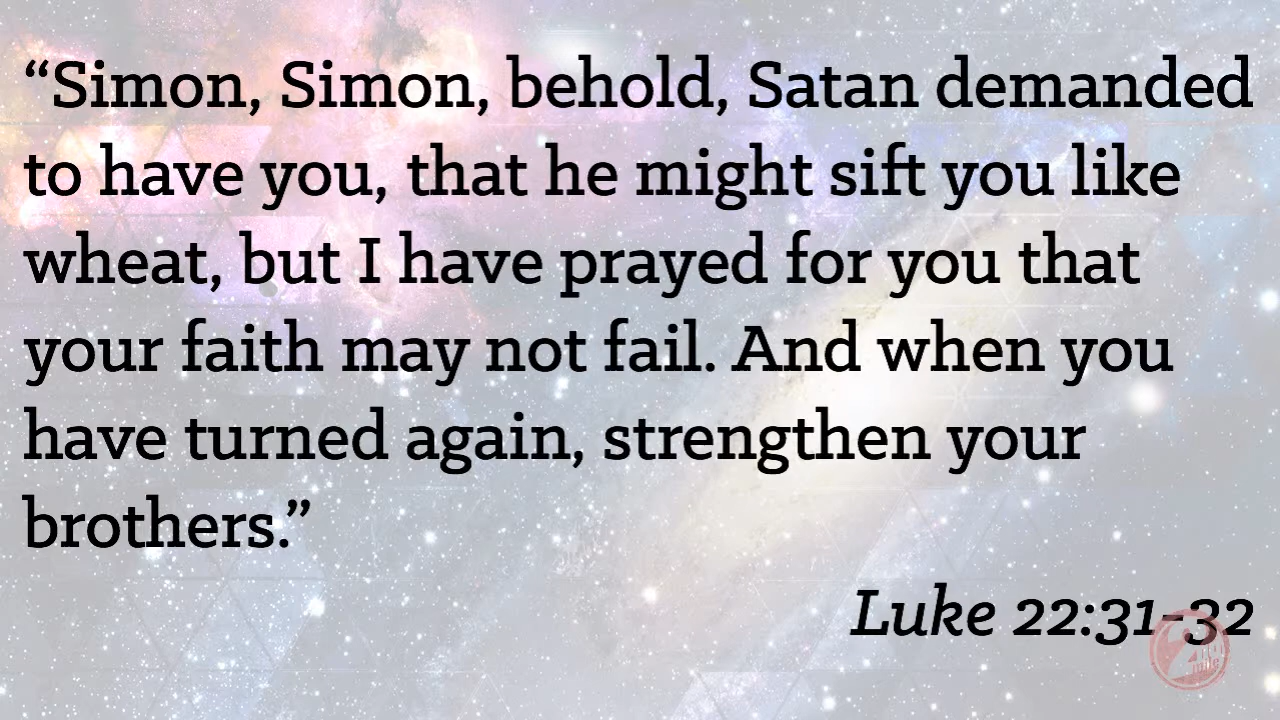 “Simon, Simon, behold, Satan demanded
to have you, that he might sift you like
wheat, but I have prayed for you that
your faith may not fail. And when you
have turned again, strengthen your
brothers.”
Luke 22:31-32
2